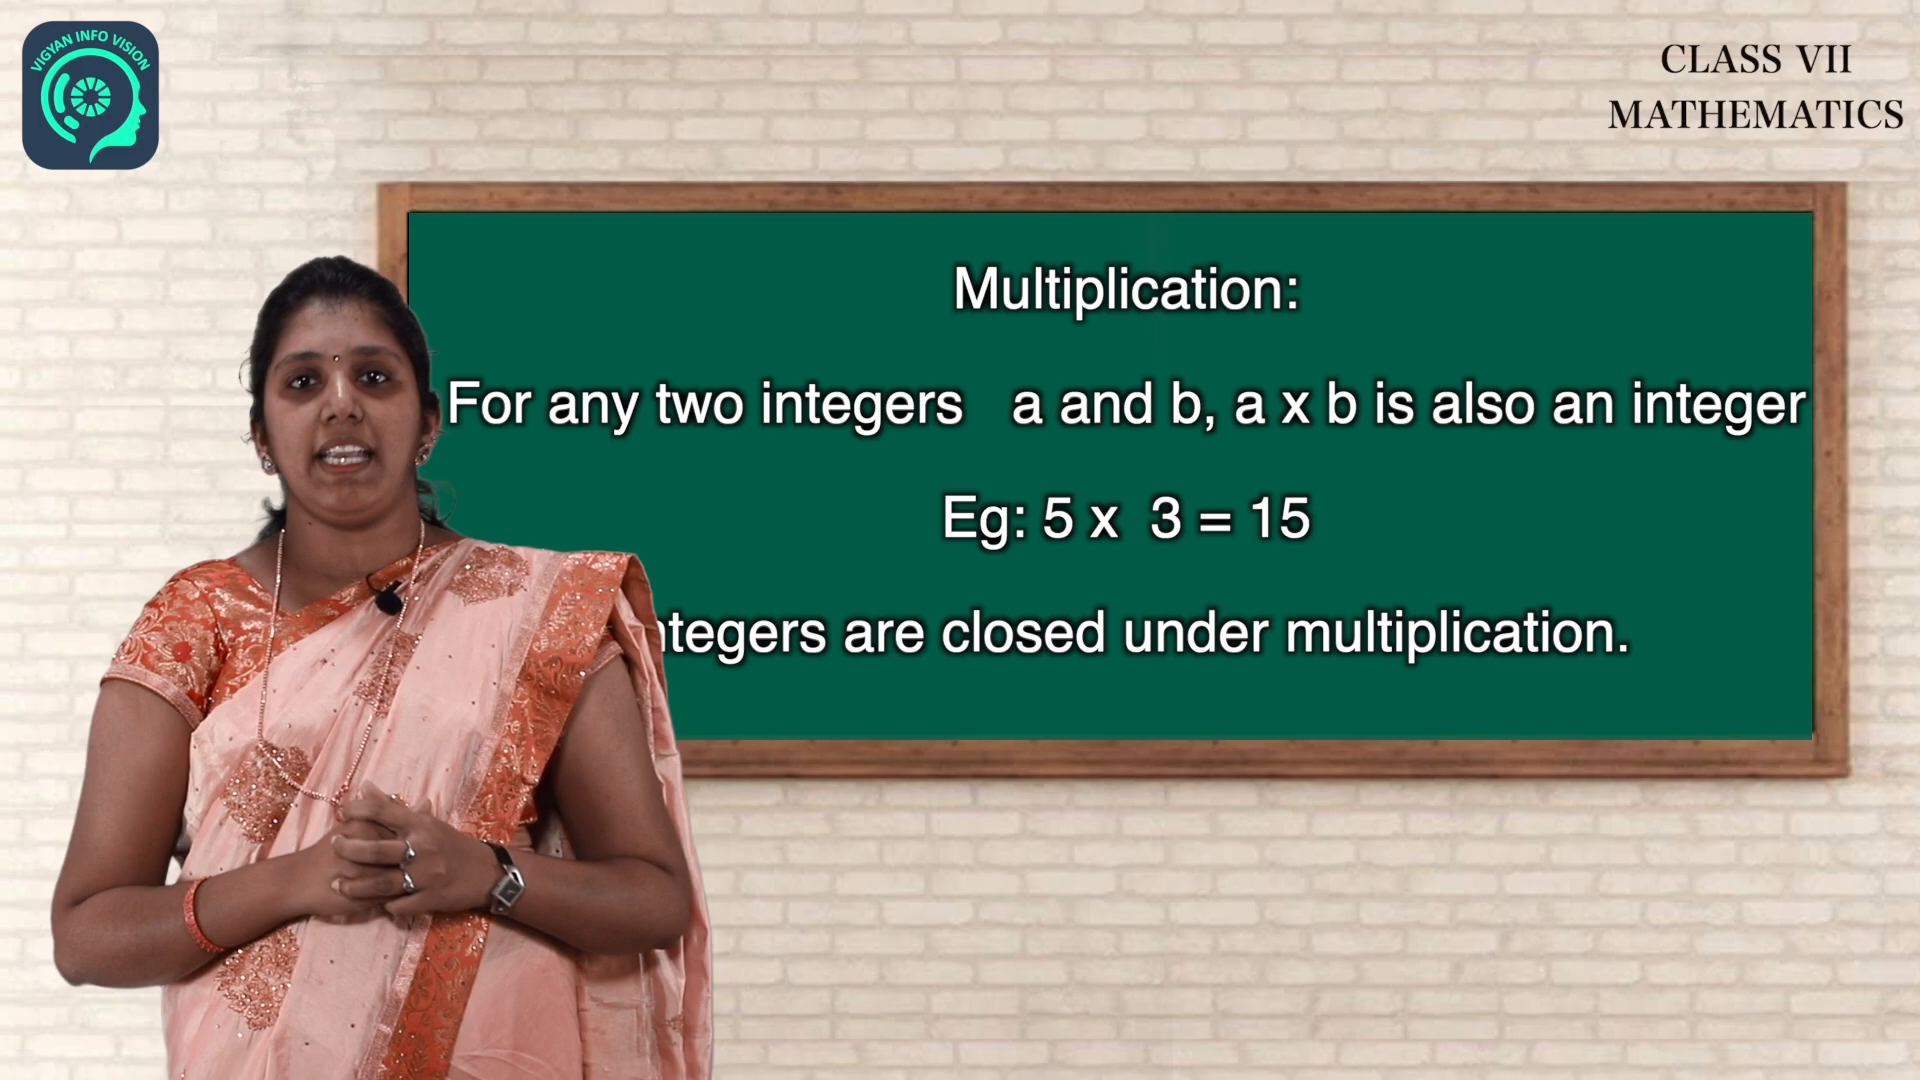 VIGYAN INFO VISION
CLASS VII
MATHEMATICS
Multiplication:
For any two integers a and b, a x b is also an integer
Eg: 5 x 3 = 15
are closed under multiplication.